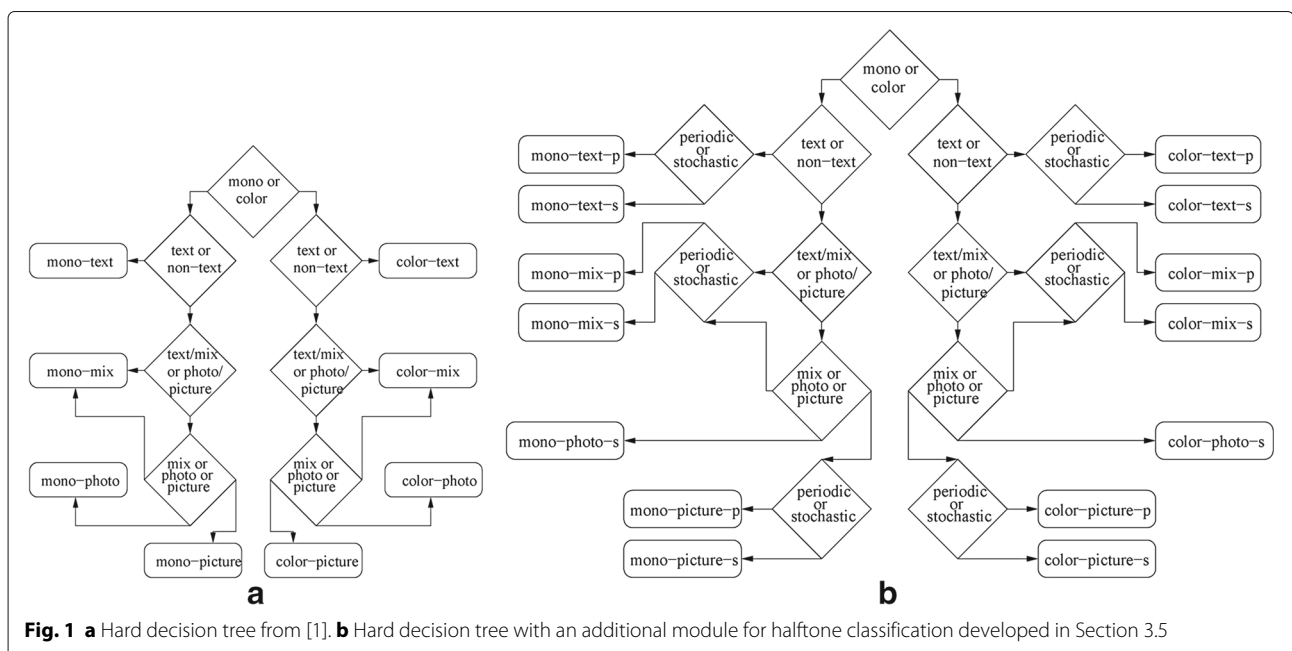 mono or
color
text or
non-text
text or
non-text
mono-text
color-text
text/mix
or photo/
picture
text/mix
or photo/
picture
mono-mix
color-mix
mix or
photo or
picture
mix or
photo or
picture
mono-photo
color-photo
mono-picture
color-picture
a
mono or
color
periodic
or
stochastic
text or
non-text
text or
non-text
periodic
or
stochastic
mono-text-p
color-text-p
mono-text-s
color-text-s
periodic
or
stochastic
text/mix
or photo/
picture
text/mix
or photo/
picture
periodic
or
stochastic
mono-mix-p
color-mix-p
mono-mix-s
color-mix-s
mix or
photo or
picture
mix or
photo or
picture
mono-photo-s
color-photo-s
periodic
or
stochastic
periodic
or
stochastic
mono-picture-p
color-picture-p
mono-picture-s
color-picture-s
b
Fig. 1 a Hard decision tree from [1]. b Hard decision tree with an additional module for halftone classification developed in Section 3.5